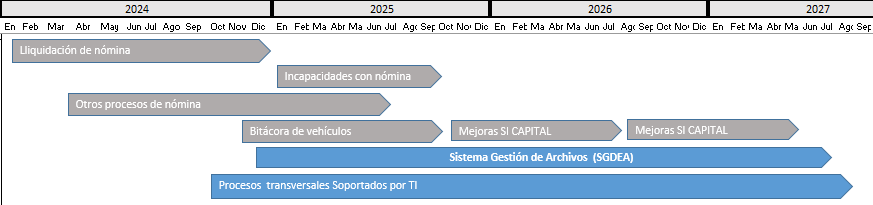 2024 2025 2026 2027
En Feb Mar Abr May Jun Jul Ago Sep Oct Nov Dic En Feb Ma Abr Ma Jun Jul Agc Sep Oct Nov Dic En Feb Ma Abr Ma Jun Jul Agc Sep Oct Nov Dic En Feb Ma Abr Ma Jun Jul Agc Sep
Lliquidación de nómina
Incapacidades con nómina
Otros procesos de nómina
Bitácora de vehículos Mejoras SI CAPITAL Mejoras SI CAPITAL
Sistema Gestión de Archivos (SGDEA)
Procesos transversales Soportados por TI